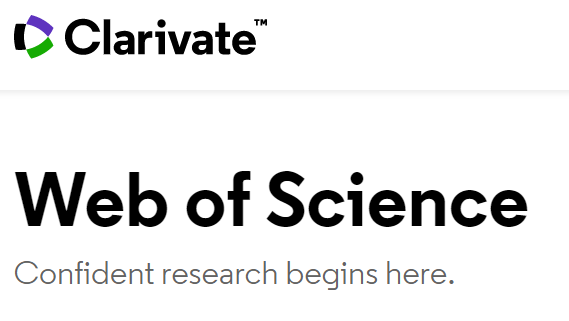 Clarivate™
Web of Science
Confident research begins here.